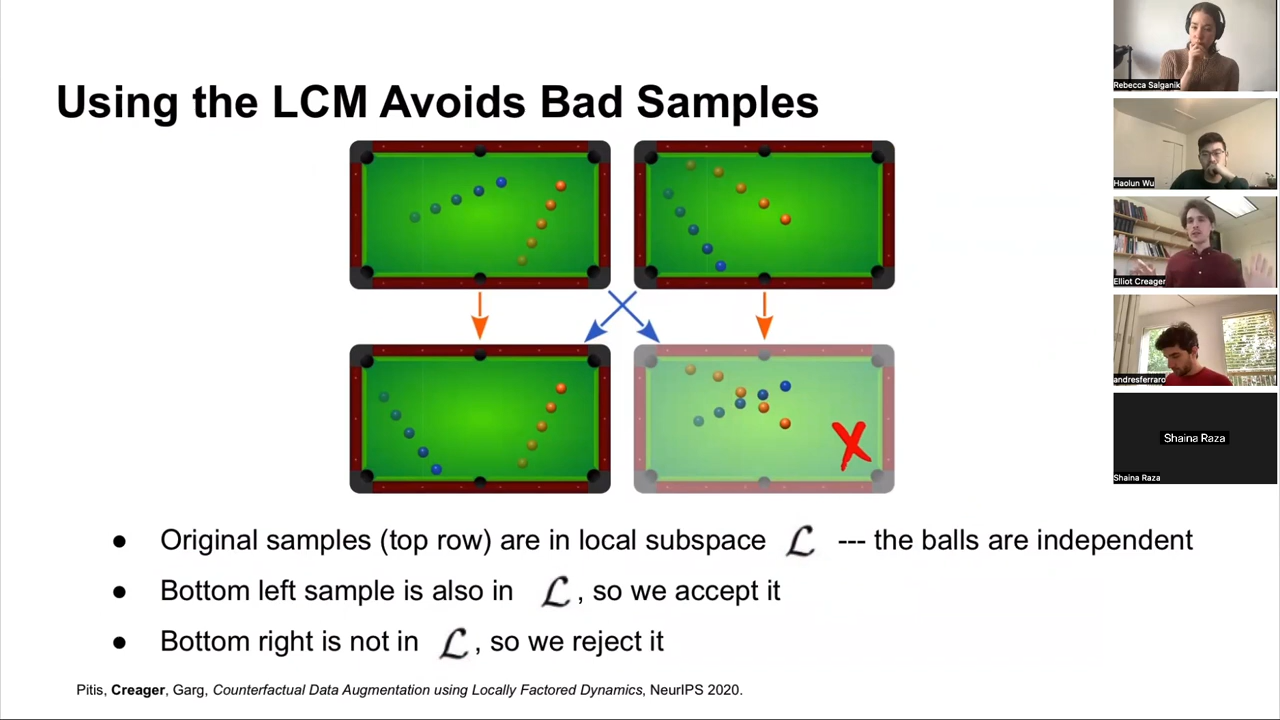 Using the LCM Avoids Bad Samples
X
● Original samples (top row) are in local subspace ℒ --- the balls are independent
● Bottom left sample is also in ℒ , so we accept it
● Bottom right is not in ℒ , so we reject it
Pitis, Creager, Garg, Counterfactual Data Augmentation using Locally Factored Dynamics, NeurIPS 2020.
Rebecca Salganik
Haolun Wu
Elliot Creager
andresferraro
Shaina Raza
Shaina Raza